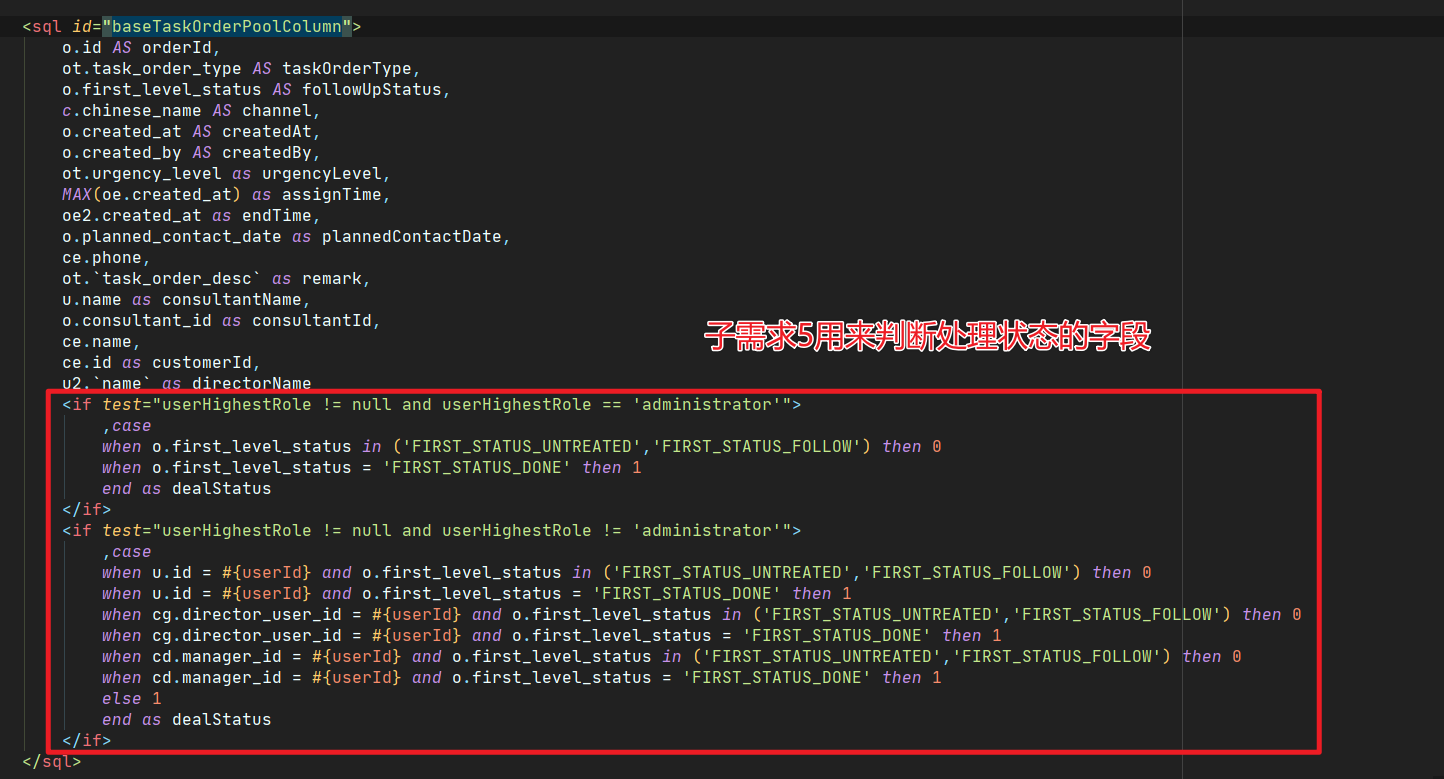 <sql id="baseTaskOrderPoolColumn">
o.id AS orderId,
ot.task_order_type AS taskOrderType,
o.first_level_status AS followUpStatus,
c.chinese_name AS channel,
o.created_at AS createdAt,
o.created_by AS createdBy,
ot.urgency_level as urgencyLevel,
MAX(oe.created_at) as assignTime,
oe2.created_at as endTime,
o.planned_contact_date as plannedContactDate,
ce.phone,
ot.`task_order_desc` as remark,
u.name as consultantName,
o.consultant_id as consultantId,
子需求5用来判断处理状态的字段
ce.name,
ce.id as customerId,
u2.`name` as directorName
<if test="userHighestRole != null and userHighestRole == 'administrator'">
,case
when o.first_level_status in ('FIRST_STATUS_UNTREATED','FIRST_STATUS_FOLLOW') then 0
when o.first_level_status = 'FIRST_STATUS_DONE' then 1
end as dealStatus
</if>
<if test="userHighestRole != null and userHighestRole != 'administrator'">
,case
when u.id = #{userId} and o.first_level_status in ('FIRST_STATUS_UNTREATED','FIRST_STATUS_FOLLOW') then 0
when u.id = #{userId} and o.first_level_status = 'FIRST_STATUS_DONE' then 1
when cg.director_user_id = #{userId} and o.first_level_status in ('FIRST_STATUS_UNTREATED','FIRST_STATUS_FOLLOW') then 0
when cg.director_user_id = #{userId} and o.first_level_status = 'FIRST_STATUS_DONE' then 1
when cd.manager_id = #{userId} and o.first_level_status in ('FIRST_STATUS_UNTREATED','FIRST_STATUS_FOLLOW') then 0
when cd.manager_id = #{userId} and o.first_level_status = 'FIRST_STATUS_DONE' then 1
else 1
end as dealStatus
</if>
</sql>